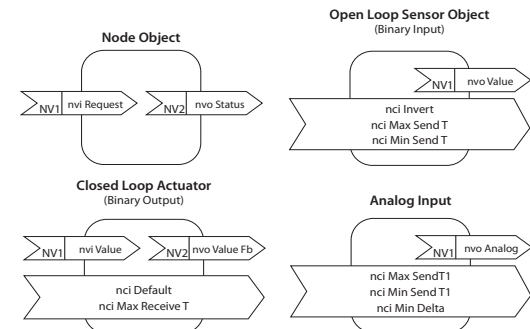 Node Object
NV1 nvi Request
NV2 nvo Status
Open Loop Sensor Object
(Binary Input)
NV1 nvo Value
nci Invert
nci Max Send T
nci Min Send T
Closed Loop Actuator
(Binary Output)
NV1 nvi Value
NV2 nvo Value Fb
nci Default
nci Max Receive T
Analog Input
NV1 nvo Analog
nci Max SendT1
nci Min Send T1
nci Min Delta